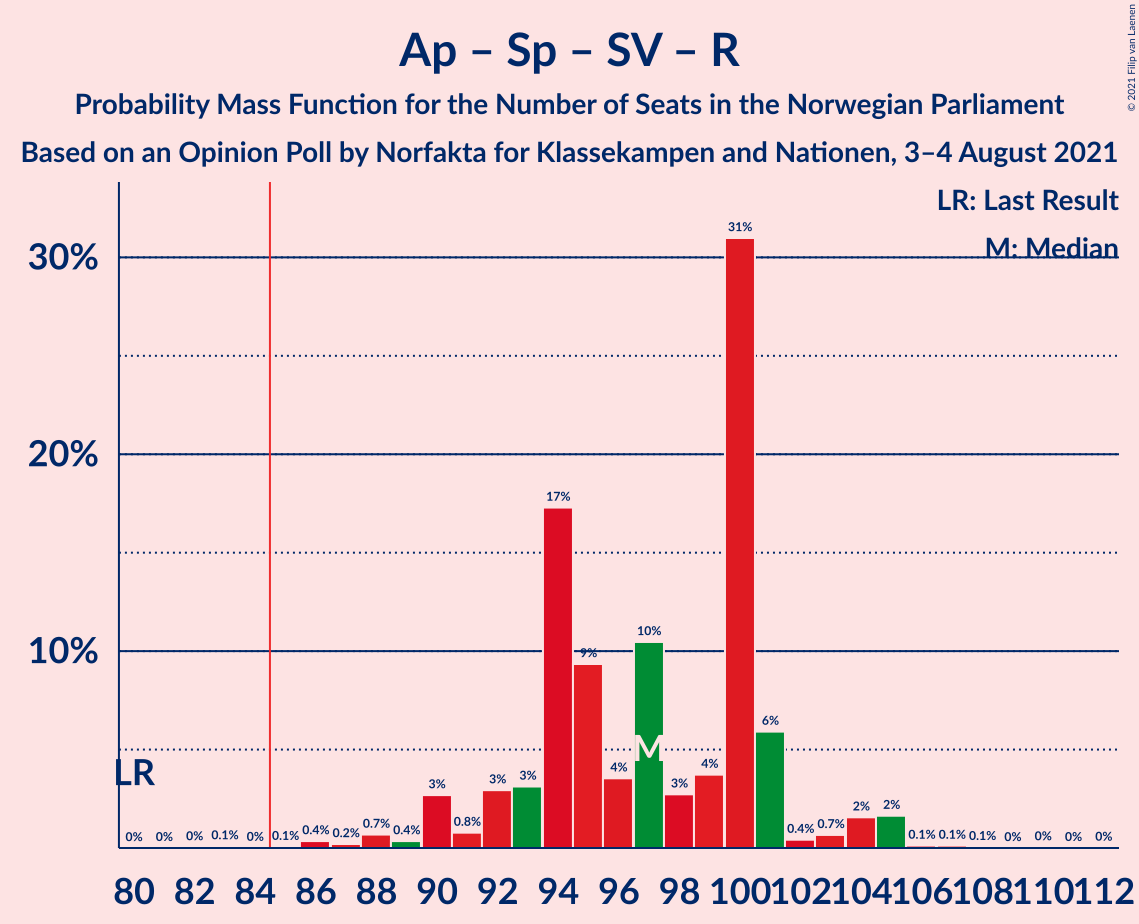 Ap – Sp – SV – R
Probability Mass Function for the Number of Seats in the Norwegian Parliament
Based on an Opinion Poll by Norfakta for Klassekampen and Nationen, 3–4 August 2021
© 2021 Filip van Laenen
LR: Last Result
M: Median
30%
20%
10%
31%
17%
10%
9%
6%
4%
4%
3%
3%
3%
3%
2%
2%
M
LR
0% 0% 0% 0.1% 0% 0.1% 0.4% 0.2% 0.7% 0.4% 0.8% 0.4% 0.7% 0.1% 0.1% 0.1% 0% 0% 0% 0%
80 82 84 86 88 90 92 94 96 98 100 102 104 106 108 110 112